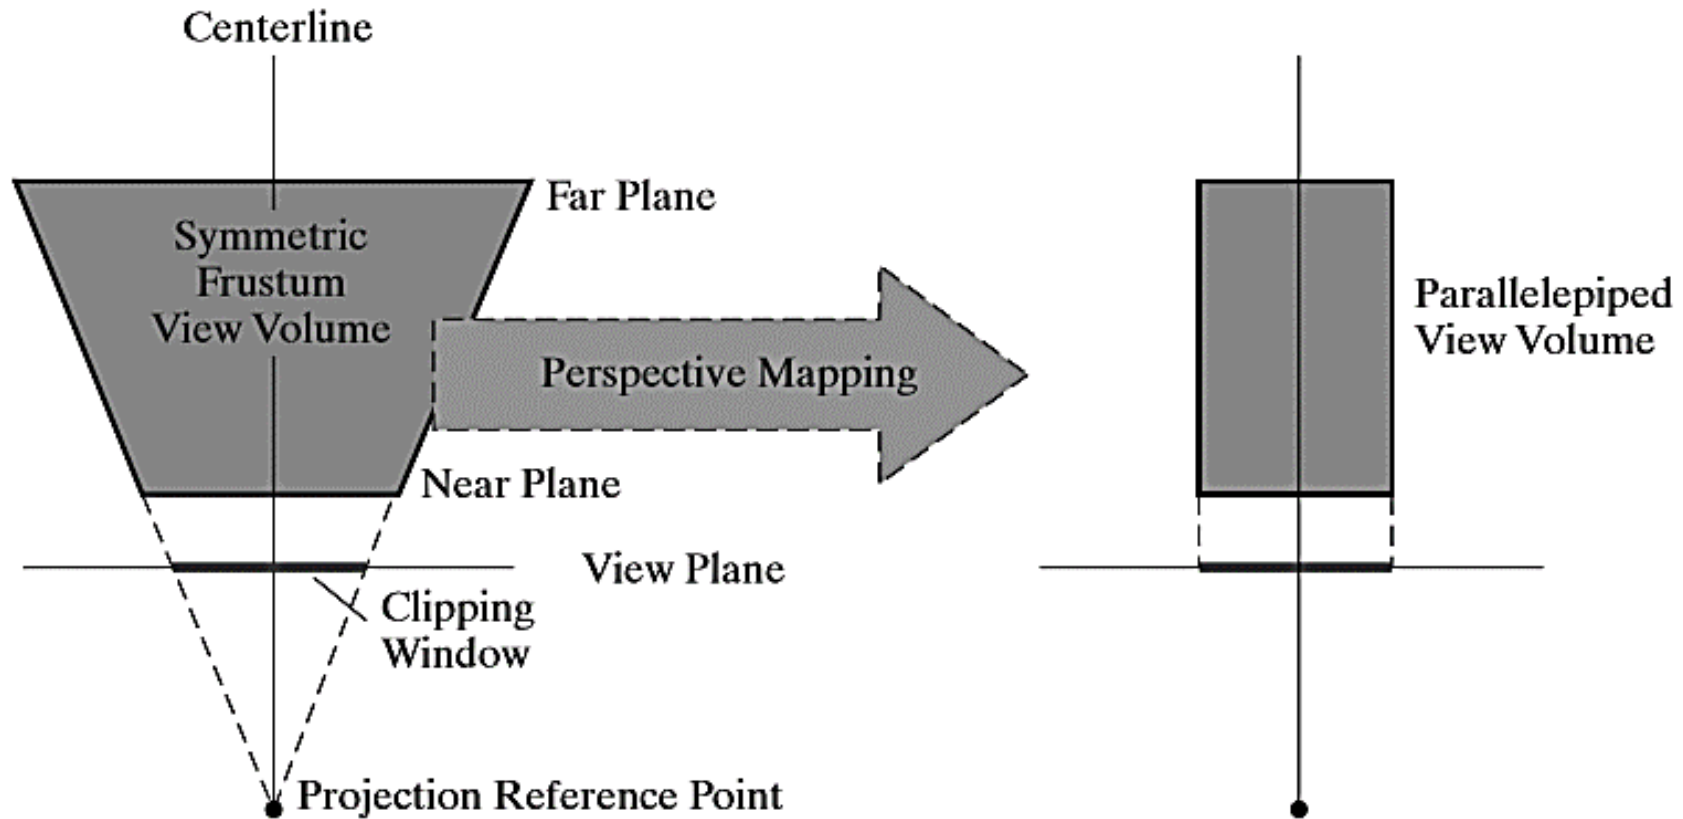 Centerline
Far Plane
Symmetric
Frustum
View Volume
Perspective Mapping
Parallelepiped
View Volume
Near Plane
View Plane
Clipping
Window
Projection Reference Point